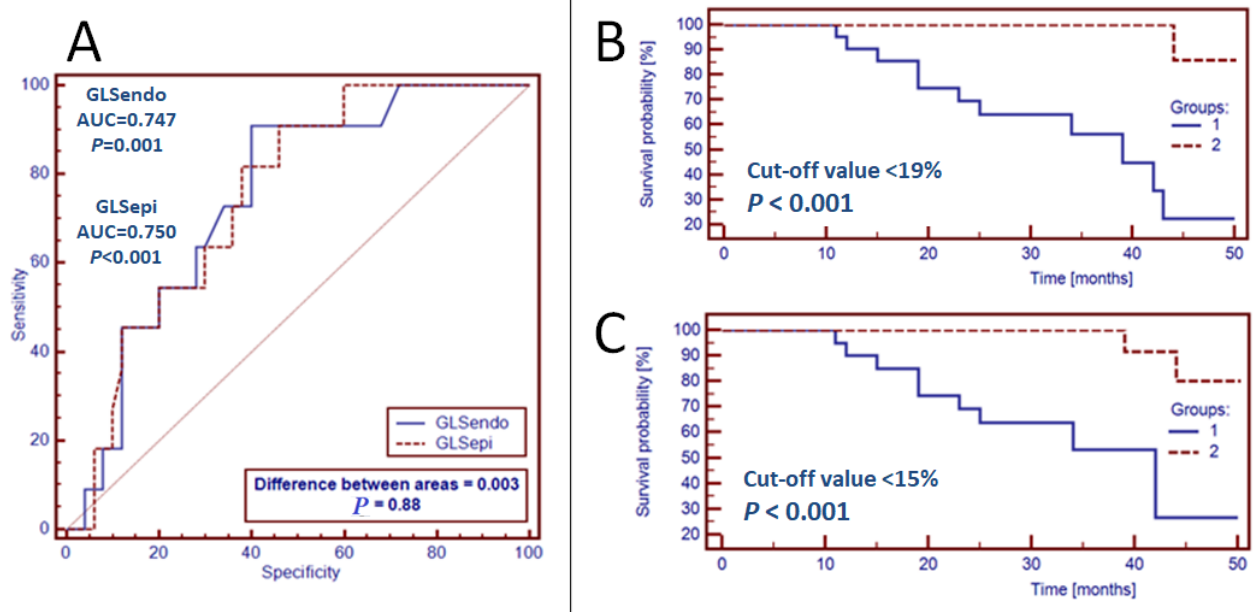 A
GLSendo
AUC=0.747
P=0.001
GLSepi
AUC=0.750
P<0.001
100
80
60
40
20
0
Sensitivity
0 20 40 60 80 100
Specificity
GLSendo
GLSepi
Difference between areas = 0.003
P = 0.88
B
100
90
80
70
60
50
40
30
20
Survival probability [%]
Groups:
1
2
Cut-off value <19%
P < 0.001
0 10 20 30 40 50
Time [months]
C
100
90
80
70
60
50
40
30
20
Survival probability [%]
Groups:
1
2
Cut-off value <15%
P < 0.001
0 10 20 30 40 50
Time [months]